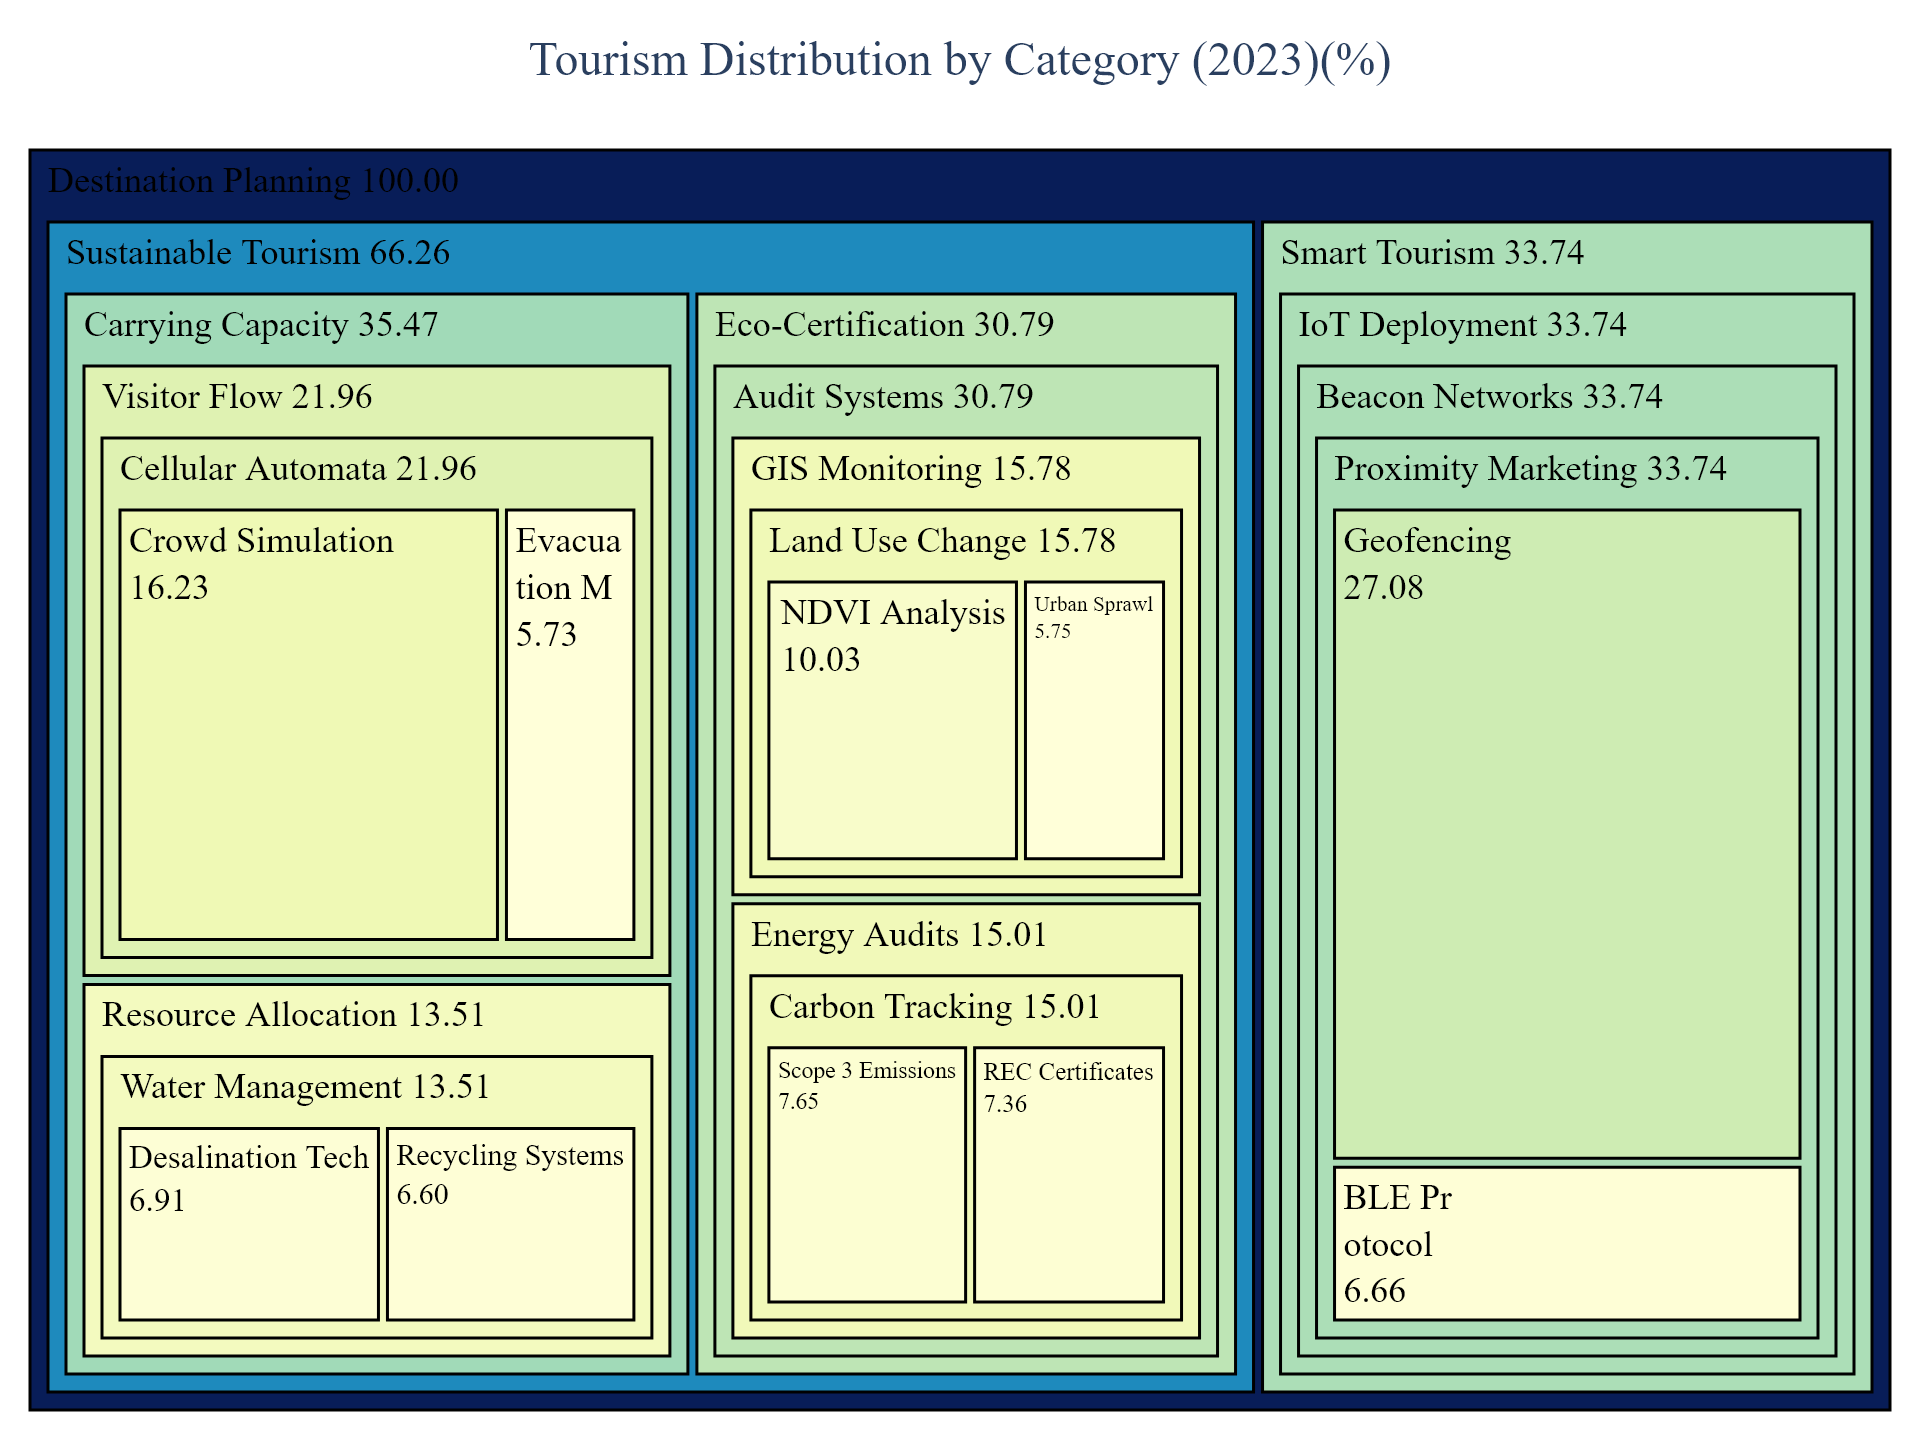 Tourism Distribution by Category (2023)(%)
Destination Planning 100.00
Sustainable Tourism 66.26
Carrying Capacity 35.47
Visitor Flow 21.96
Cellular Automata 21.96
Crowd Simulation
16.23
Evacua
tion M
5.73
Resource Allocation 13.51
Water Management 13.51
Desalination Tech
6.91
Recycling Systems
6.60
Eco-Certification 30.79
Audit Systems 30.79
GIS Monitoring 15.78
Land Use Change 15.78
NDVI Analysis
10.03
Urban Sprawl
5.75
Energy Audits 15.01
Carbon Tracking 15.01
Scope 3 Emissions
7.65
REC Certificates
7.36
Smart Tourism 33.74
IoT Deployment 33.74
Beacon Networks 33.74
Proximity Marketing 33.74
Geofencing
27.08
BLE Pr
otocol
6.66